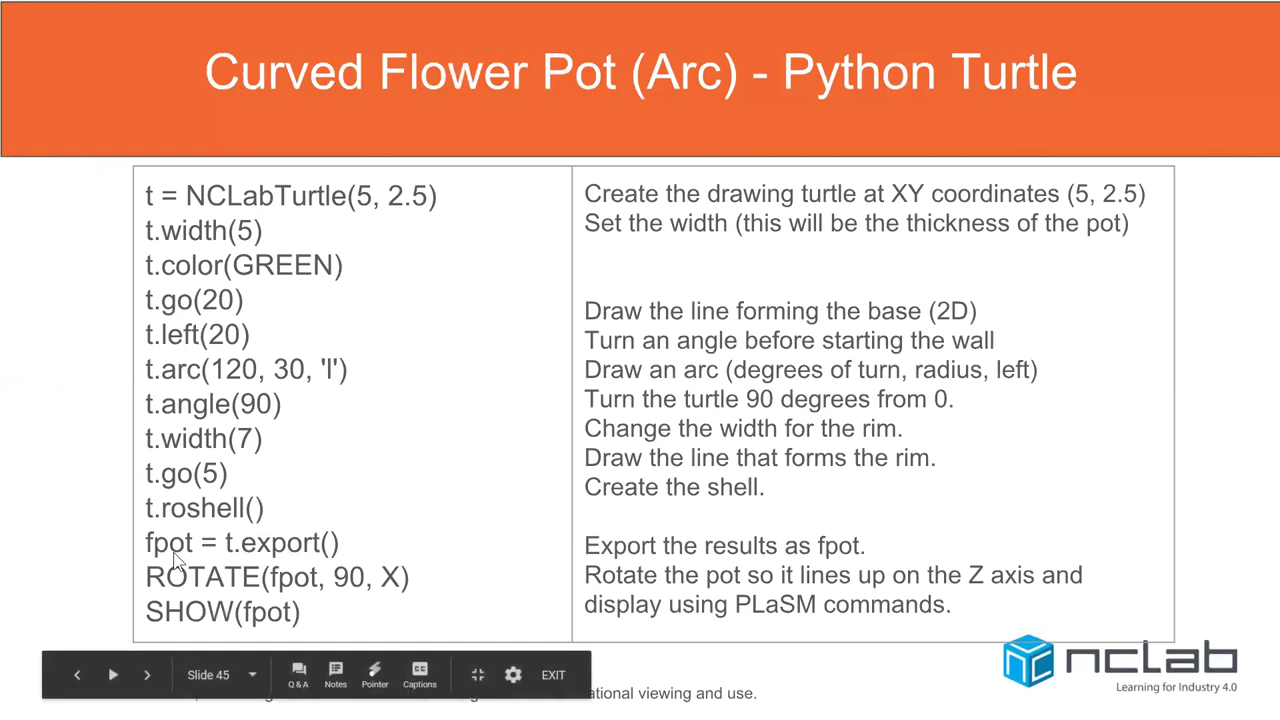 Curved Flower Pot (Arc) - Python Turtle
t = NCLabTurtle(5, 2.5)
t.width(5)
t.color(GREEN)
t.go(20)
t.left(20)
t.arc(120, 30, 'l')
t.angle(90)
t.width(7)
t.go(5)
t.roshell()
fpot = t.export()
ROTATE(fpot, 90, X)
SHOW(fpot)
Create the drawing turtle at XY coordinates (5, 2.5)
Set the width (this will be the thickness of the pot)
Draw the line forming the base (2D)
Turn an angle before starting the wall
Draw an arc (degrees of turn, radius, left)
Turn the turtle 90 degrees from 0.
Change the width for the rim.
Draw the line that forms the rim.
Create the shell.
Export the results as fpot.
Rotate the pot so it lines up on the Z axis and
display using PLaSM commands.
nclab
Learning for Industry 4.0
Slide 45
Q & A
Notes
Pointer
CC
Captions
EXIT
viewing and use.